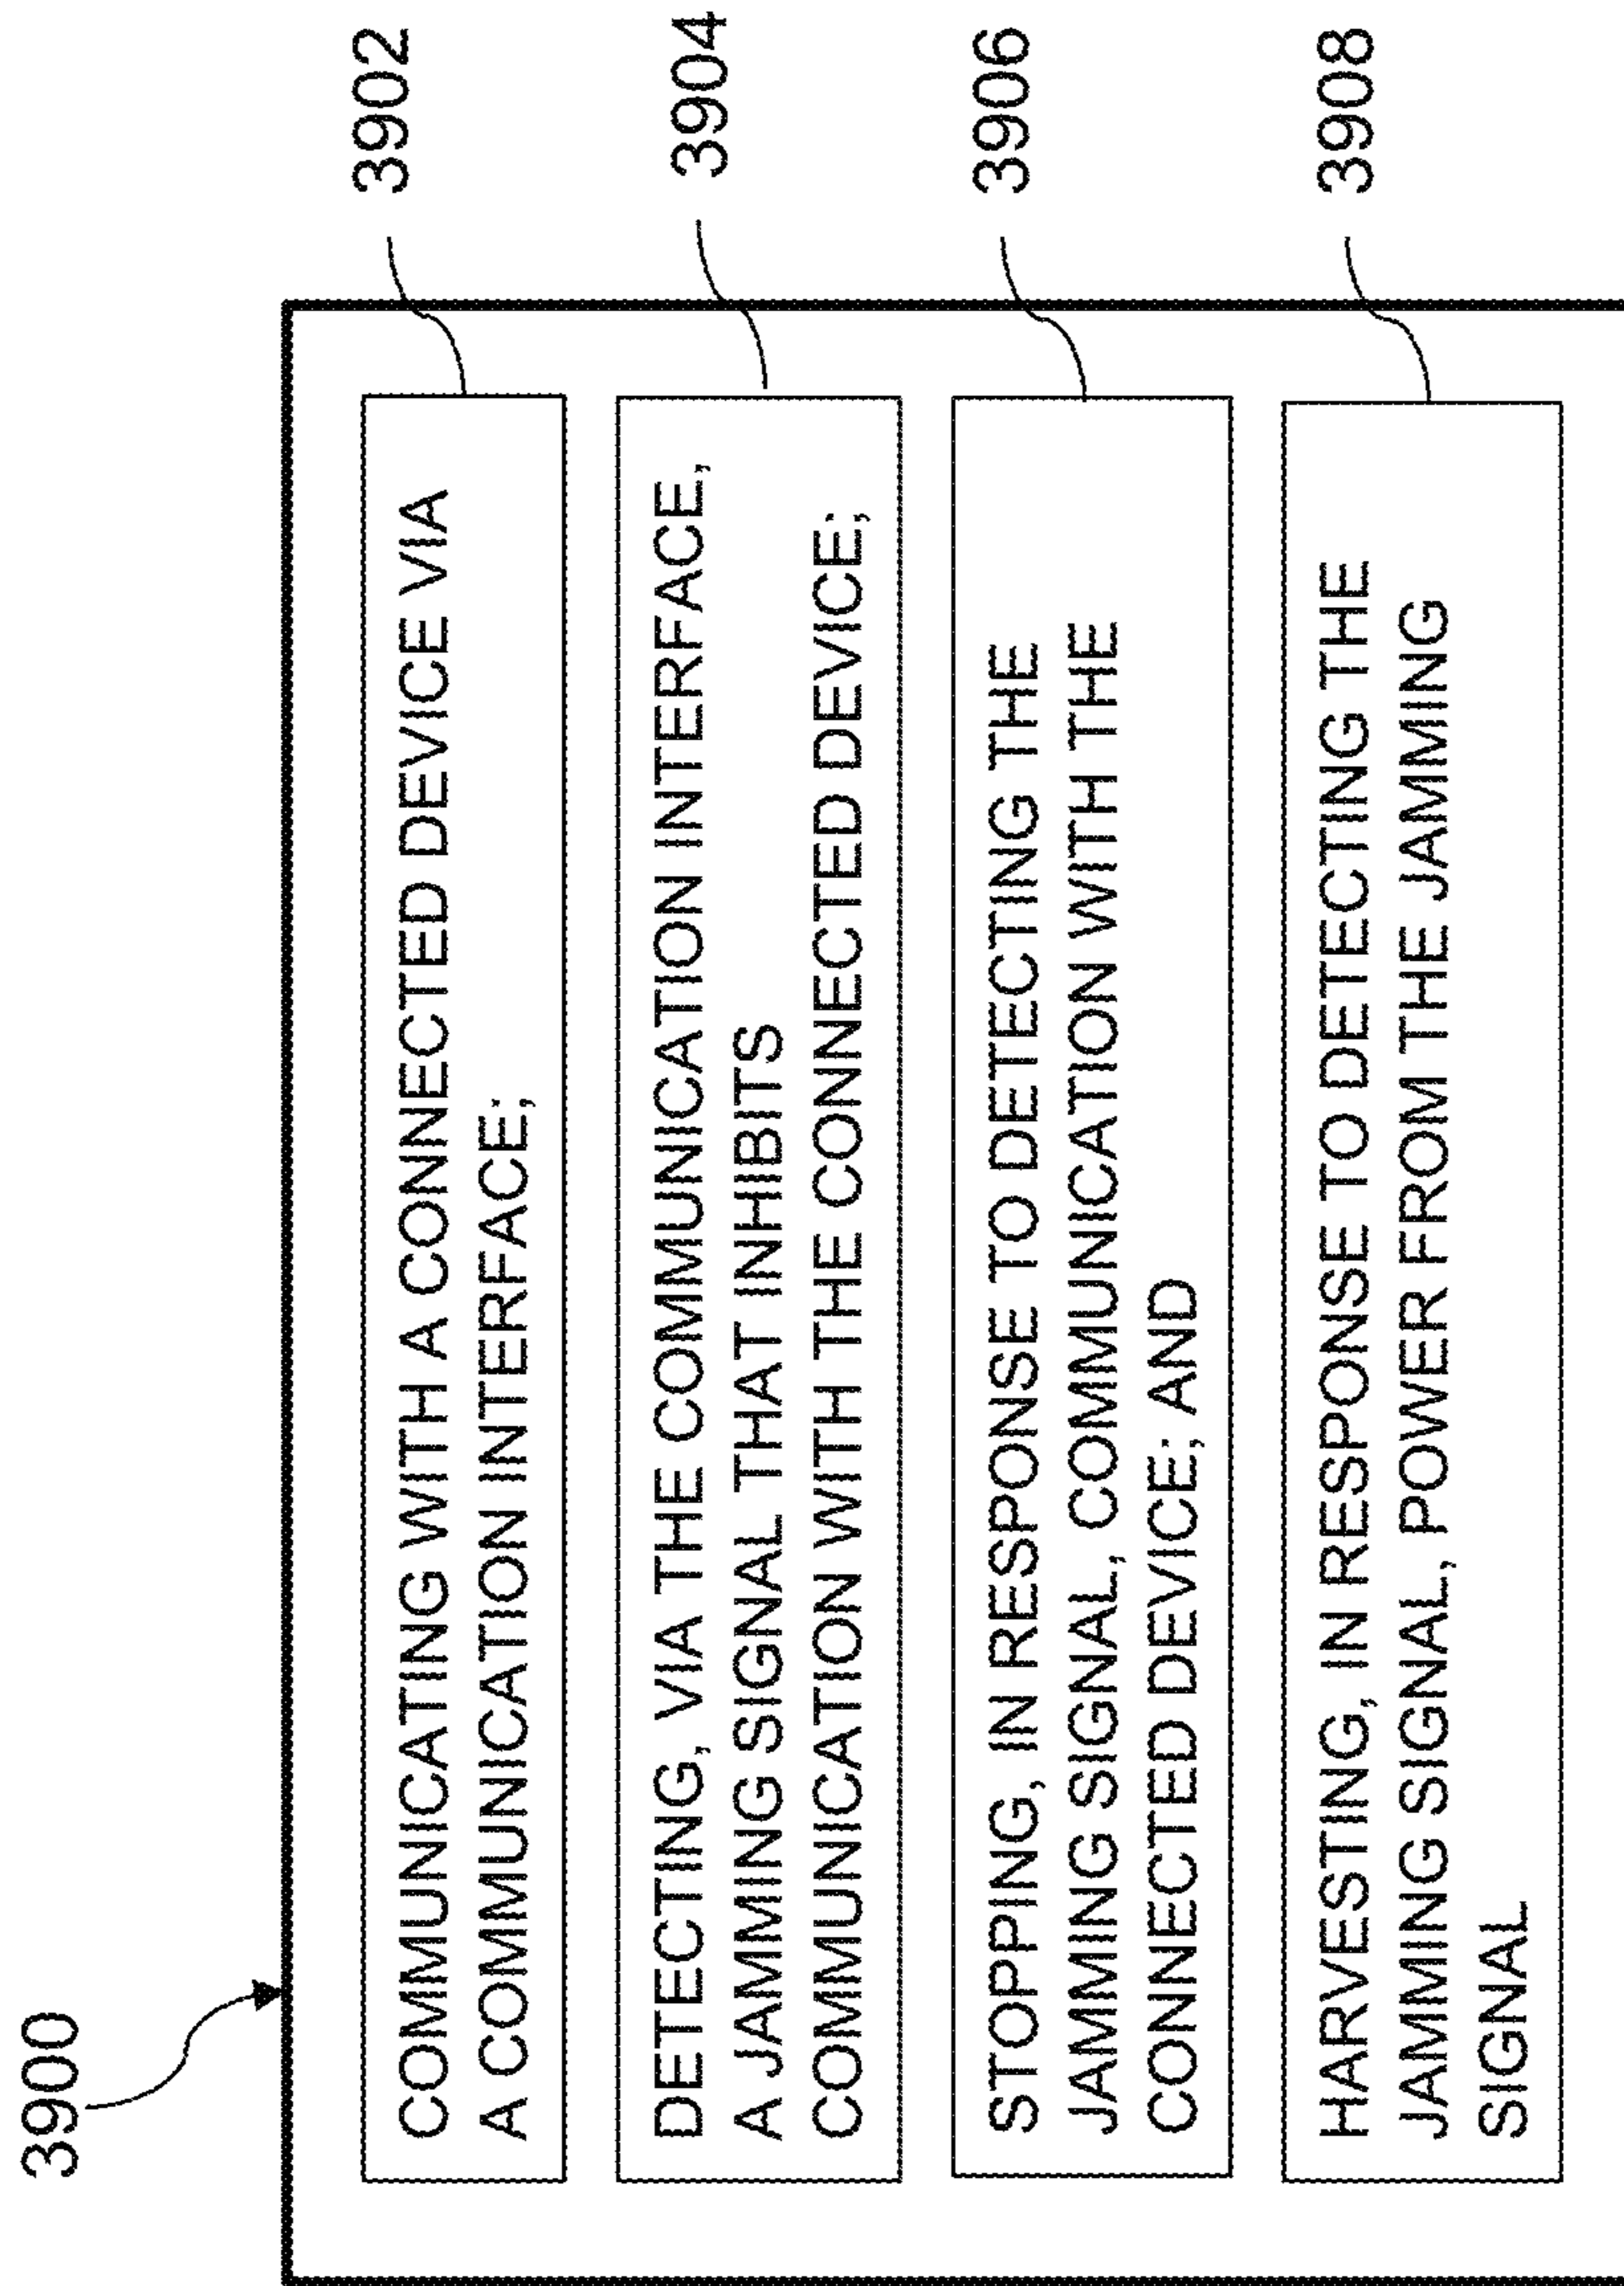 3900
COMMUNICATING WITH A CONNECTED DEVICE VIA
A COMMUNICATION INTERFACE;
3902
DETECTING, VIA THE COMMUNICATION INTERFACE,
A JAMMING SIGNAL THAT INHIBITS
COMMUNICATION WITH THE CONNECTED DEVICE;
3904
STOPPING, IN RESPONSE TO DETECTING THE
JAMMING SIGNAL, COMMUNICATION WITH THE
CONNECTED DEVICE; AND
3906
HARVESTING, IN RESPONSE TO DETECTING THE
JAMMING SIGNAL, POWER FROM THE JAMMING
SIGNAL
3908